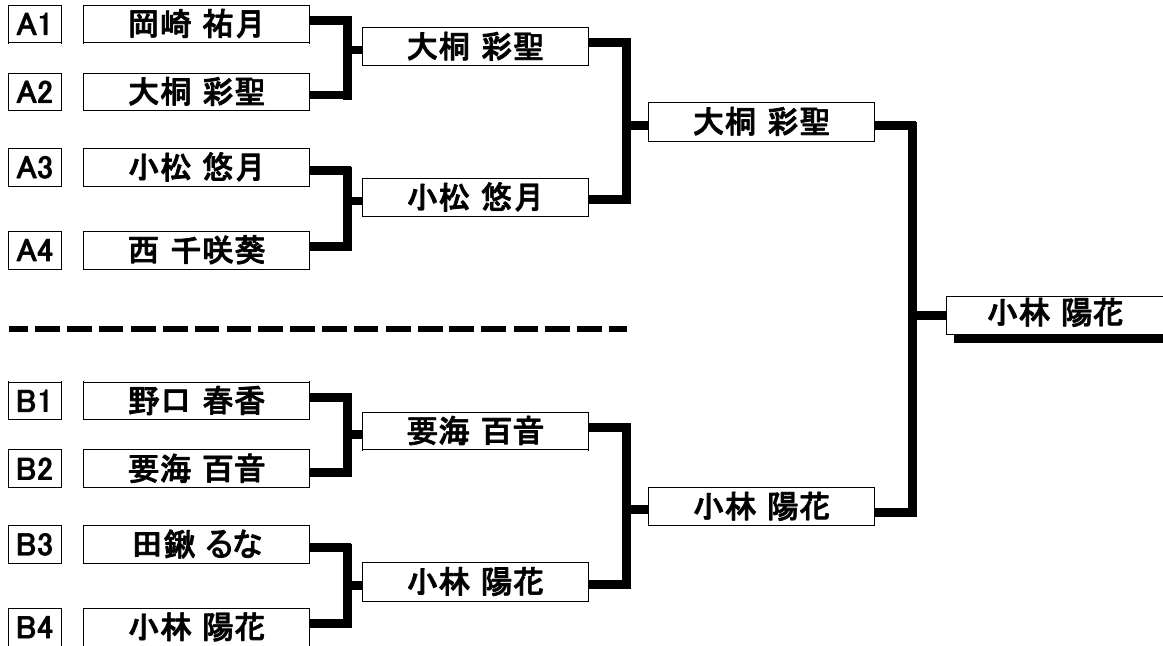 A1 岡崎 祐月
大桐 彩聖
A2 大桐 彩聖
大桐 彩聖
A3 小松 悠月
小松 悠月
A4 西 千咲葵
小林 陽花
B1 野口 春香
要海 百音
B2 要海 百音
小林 陽花
B3 田鍬 るな
小林 陽花
B4 小林 陽花